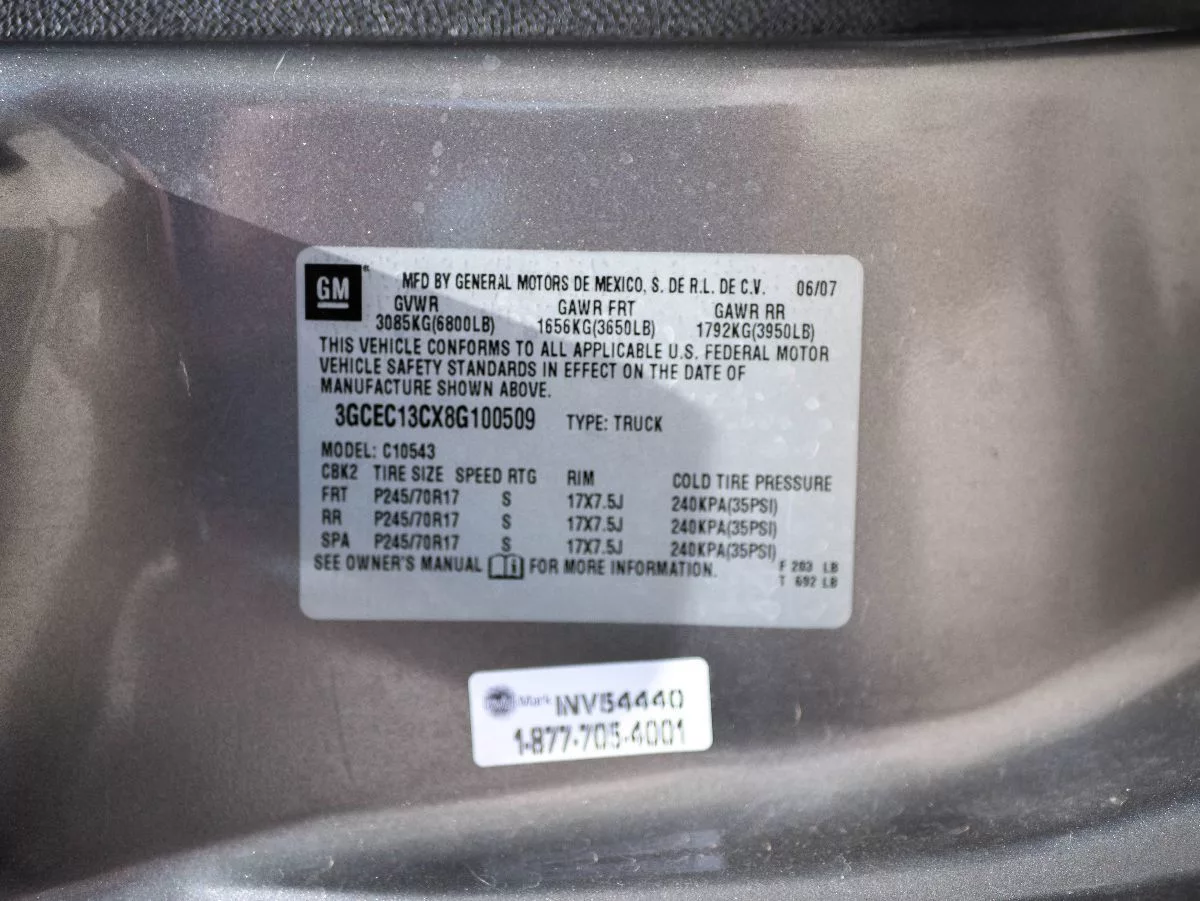 GM® MFD BY GENERAL MOTORS DE MEXICO, S. DE R.L. DE C.V. 06/07
GVWR GAWR FRT GAWR RR
3085KG(6800LB) 1656KG(3650LB) 1792KG(3950LB)
THIS VEHICLE CONFORMS TO ALL APPLICABLE U.S. FEDERAL MOTOR
VEHICLE SAFETY STANDARDS IN EFFECT ON THE DATE OF
MANUFACTURE SHOWN ABOVE.
3GCEC13CX8G100509 TYPE: TRUCK
MODEL: C10543
CBK2 TIRE SIZE SPEED RTG RIM COLD TIRE PRESSURE
FRT P245/70R17 S 17X7.5J 240KPA(35PSI)
RR P245/70R17 S 17X7.5J 240KPA(35PSI)
SPA P245/70R17 S 17X7.5J 240KPA(35PSI)
SEE OWNER'S MANUAL FOR MORE INFORMATION.
F 203 LB
T 692 LB
Mark INV54440
1-877-705-4001